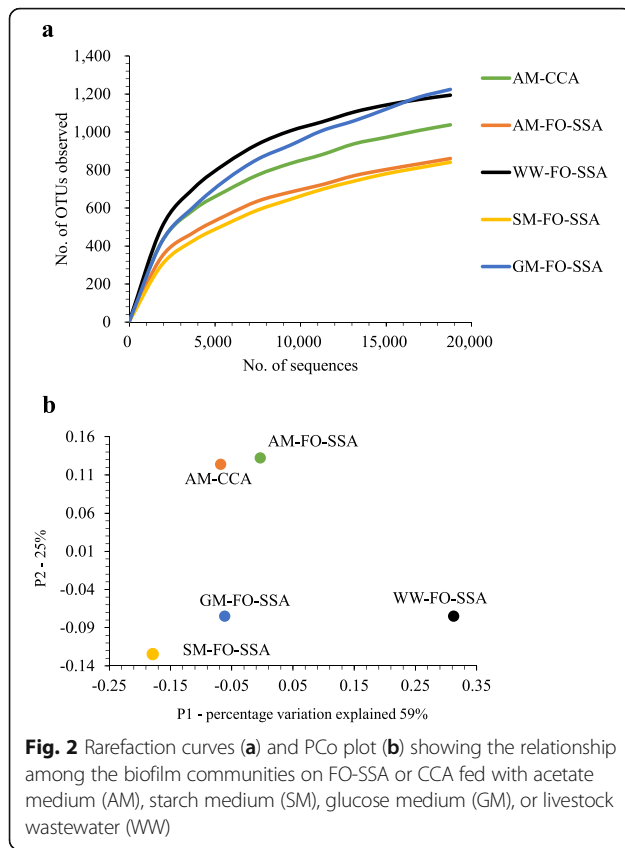 a
1,400
1,200
1,000
800
600
400
200
0
No. of OTUs observed
0 5,000 10,000 15,000 20,000
No. of sequences
AM-CCA
AM-FO-SSA
WW-FO-SSA
SM-FO-SSA
GM-FO-SSA
b
0.16
0.11
0.06
0.01
-0.04
-0.09
-0.14
P2 - 25%
AM-FO-SSA
AM-CCA
GM-FO-SSA
WW-FO-SSA
SM-FO-SSA
-0.25 -0.15 -0.05 0.05 0.15 0.25 0.35
P1 - percentage variation explained 59%
Fig. 2 Rarefaction curves (a) and PCo plot (b) showing the relationship
among the biofilm communities on FO-SSA or CCA fed with acetate
medium (AM), starch medium (SM), glucose medium (GM), or livestock
wastewater (WW)